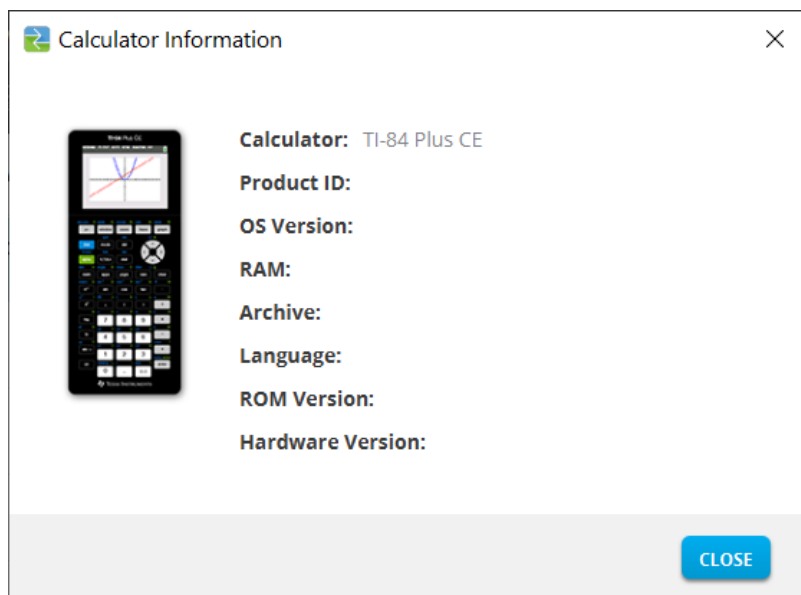 Calculator Information
Calculator: TI-84 Plus CE
Product ID:
OS Version:
RAM:
Archive:
Language:
ROM Version:
Hardware Version:
CLOSE